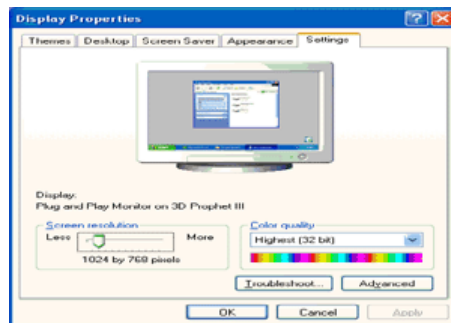 Display Properties
Themes Desktop Screen Saver Appearance Settings
Display:
Plug and Play Monitor on 3D Prophet III
Screen resolution
Less More
1024 by 768 pixels
Color quality
Highest (32 bit)
Troubleshoot... Advanced
OK Cancel Apply